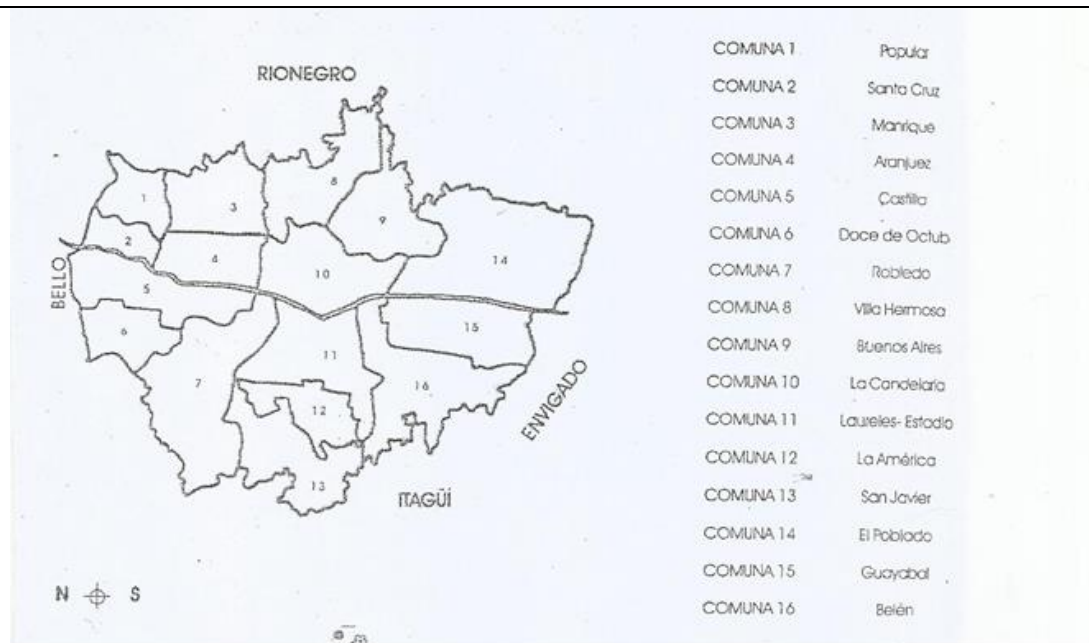 RIONEGRO
BELLO
ENVIGADO
ITAGÜÍ
N S
1
2
3
4
5
6
7
8
9
10
11
12
13
14
15
16
COMUNA 1 Popular
COMUNA 2 Santa Cruz
COMUNA 3 Manrique
COMUNA 4 Aranjuez
COMUNA 5 Castilla
COMUNA 6 Doce de Octub
COMUNA 7 Robledo
COMUNA 8 Villa Hermosa
COMUNA 9 Buenos Aires
COMUNA 10 La Candelaria
COMUNA 11 Laureles- Estadio
COMUNA 12 La América
COMUNA 13 San Javier
COMUNA 14 El Poblado
COMUNA 15 Guayabal
COMUNA 16 Belén